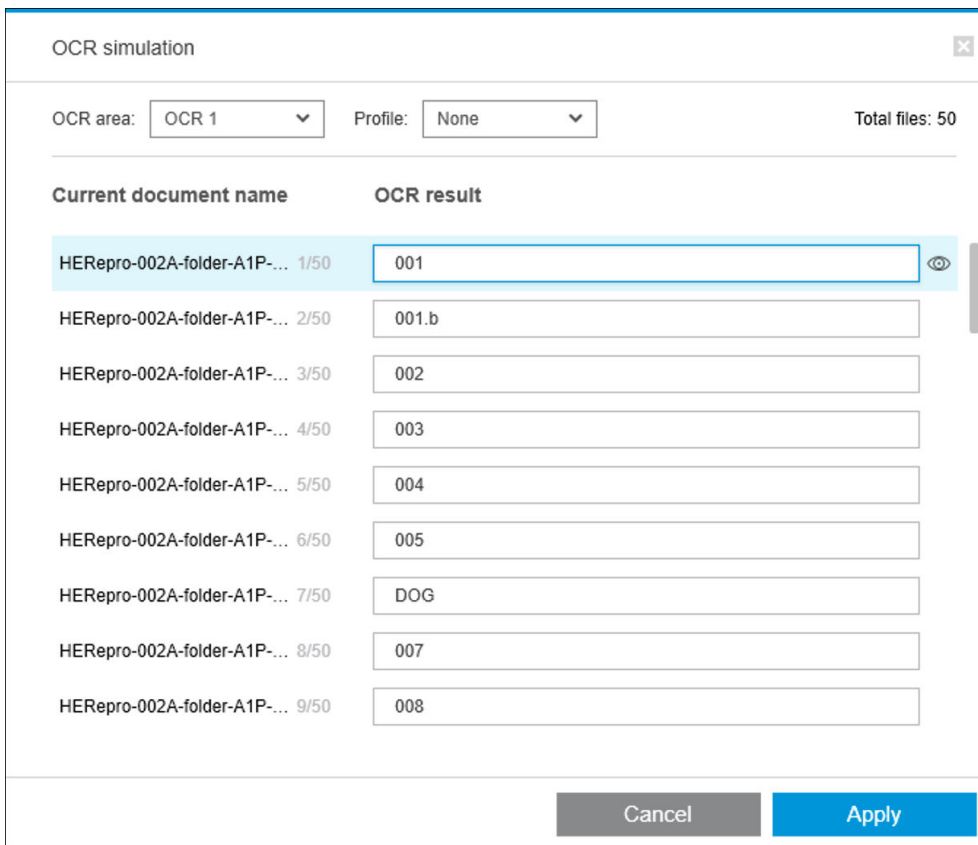 OCR simulation
OCR area: OCR 1 Profile: None Total files: 50
Current document name OCR result
HERepro-002A-folder-A1P-... 1/50 001
HERepro-002A-folder-A1P-... 2/50 001.b
HERepro-002A-folder-A1P-... 3/50 002
HERepro-002A-folder-A1P-... 4/50 003
HERepro-002A-folder-A1P-... 5/50 004
HERepro-002A-folder-A1P-... 6/50 005
HERepro-002A-folder-A1P-... 7/50 DOG
HERepro-002A-folder-A1P-... 8/50 007
HERepro-002A-folder-A1P-... 9/50 008
Cancel Apply